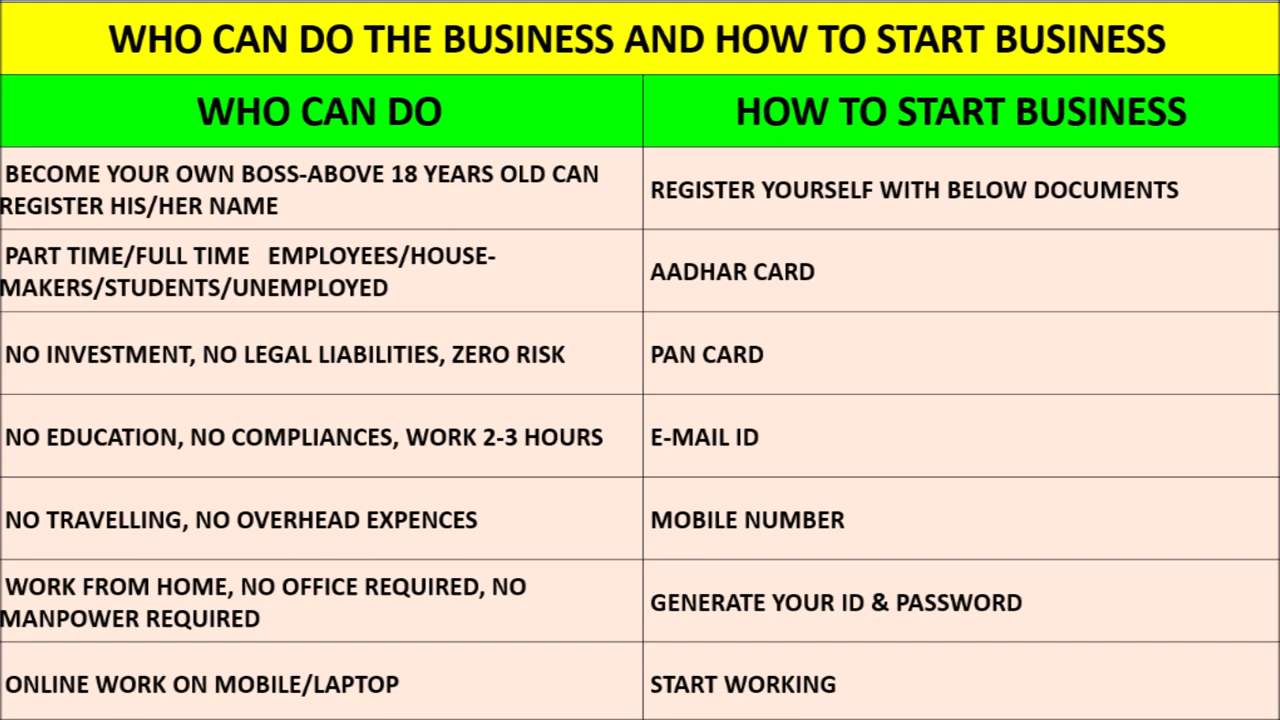 WHO CAN DO THE BUSINESS AND HOW TO START BUSINESS
WHO CAN DO
HOW TO START BUSINESS
BECOME YOUR OWN BOSS-ABOVE 18 YEARS OLD CAN
REGISTER HIS/HER NAME
REGISTER YOURSELF WITH BELOW DOCUMENTS
PART TIME/FULL TIME EMPLOYEES/HOUSE-
MAKERS/STUDENTS/UNEMPLOYED
AADHAR CARD
NO INVESTMENT, NO LEGAL LIABILITIES, ZERO RISK
PAN CARD
NO EDUCATION, NO COMPLIANCES, WORK 2-3 HOURS
E-MAIL ID
NO TRAVELLING, NO OVERHEAD EXPENCES
MOBILE NUMBER
WORK FROM HOME, NO OFFICE REQUIRED, NO
MANPOWER REQUIRED
GENERATE YOUR ID & PASSWORD
ONLINE WORK ON MOBILE/LAPTOP
START WORKING